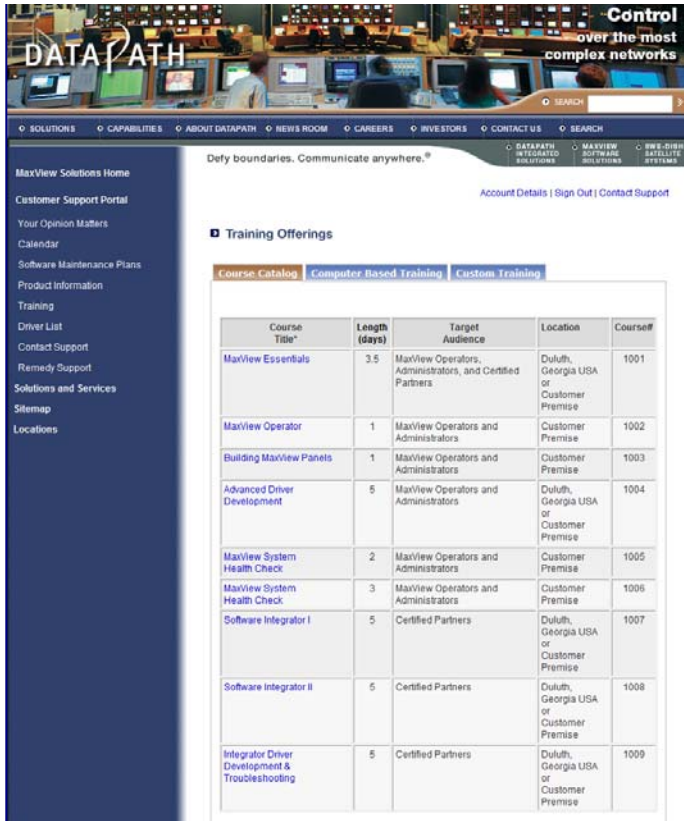 Control
over the most
complex networks
DATAPATH
SEARCH
SOLUTIONS CAPABILITIES ABOUT DATAPATH NEWS ROOM CAREERS INVESTORS CONTACT US SEARCH
Defy boundaries. Communicate anywhere.®
DATAPATH
INTEGRATED
SOLUTIONS
MAXVIEW
SOFTWARE
SOLUTIONS
SWE-DISH
SATELLITE
SYSTEMS
Account Details | Sign Out | Contact Support
MaxView Solutions Home
Customer Support Portal
Your Opinion Matters
Calendar
Software Maintenance Plans
Product Information
Training
Driver List
Contact Support
Remedy Support
Solutions and Services
Sitemap
Locations
Training Offerings
Course Catalog Computer Based Training Custom Training
Course
Title*
Length
(days)
Target
Audience
Location
Course#
MaxView Essentials
3.5
MaxView Operators,
Administrators, and Certified
Partners
Duluth,
Georgia USA
or
Customer
Premise
1001
MaxView Operator
1
MaxView Operators and
Administrators
Customer
Premise
1002
Building MaxView Panels
1
MaxView Operators and
Administrators
Customer
Premise
1003
Advanced Driver
Development
5
MaxView Operators and
Administrators
Duluth,
Georgia USA
or
Customer
Premise
1004
MaxView System
Health Check
2
MaxView Operators and
Administrators
Customer
Premise
1005
MaxView System
Health Check
3
MaxView Operators and
Administrators
Customer
Premise
1006
Software Integrator I
5
Certified Partners
Duluth,
Georgia USA
or
Customer
Premise
1007
Software Integrator II
5
Certified Partners
Duluth,
Georgia USA
or
Customer
Premise
1008
Integrator Driver
Development &
Troubleshooting
5
Certified Partners
Duluth,
Georgia USA
or
Customer
Premise
1009